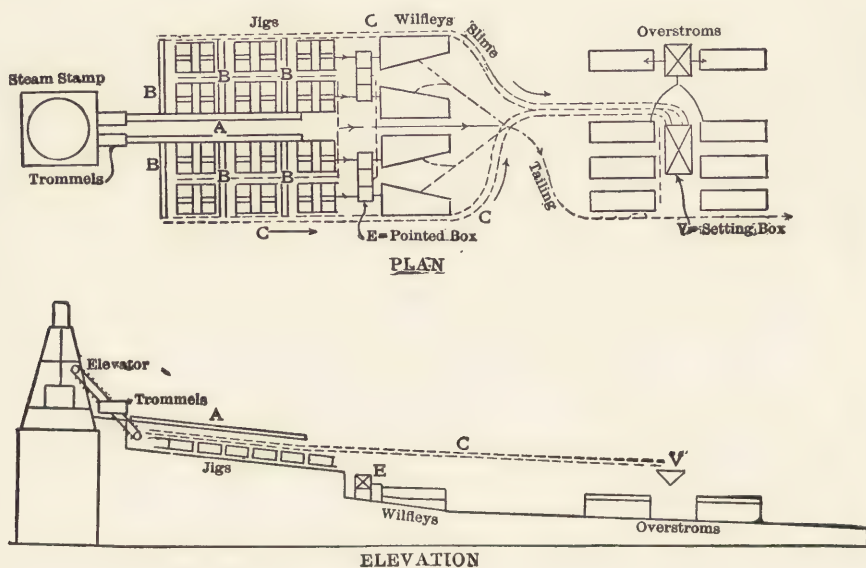 Jigs
C
Wilfleys
Slime
Overstroms
Steam Stamp
B
B
B
A
Trommels
B
B
B
Tailing
C
C
E=Pointed Box
V=Setting Box
PLAN
Elevator
Trommels
A
C
V
Jigs
E
Wilfleys
Overstroms
ELEVATION